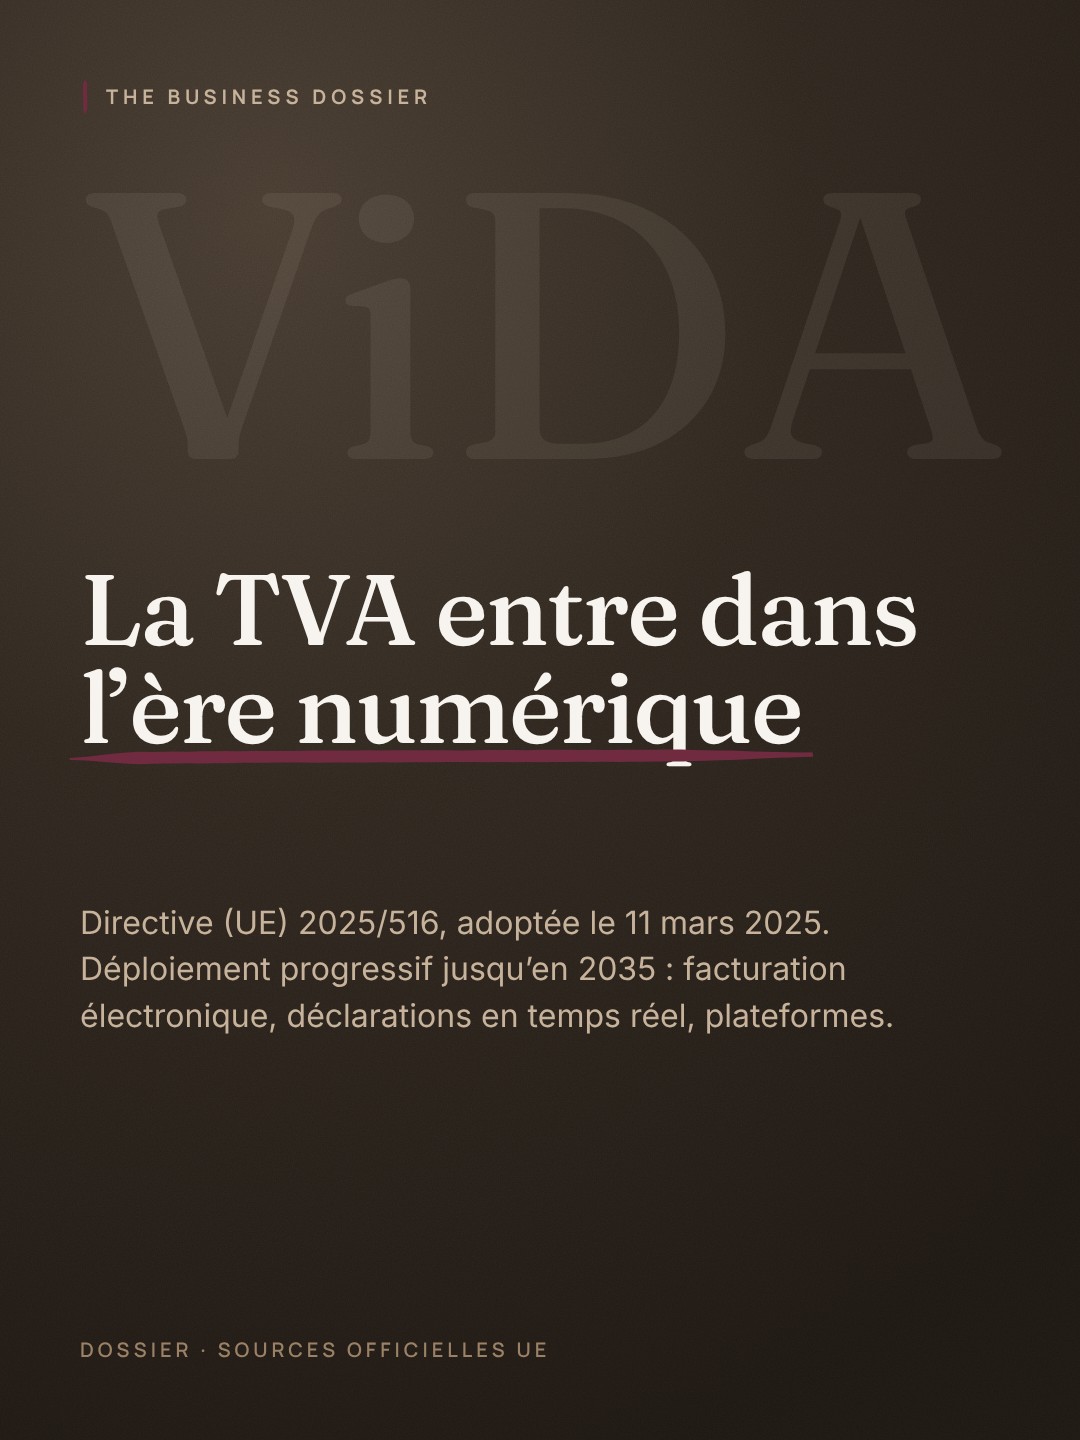 THE BUSINESS DOSSIER
ViDA
La TVA entre dans
l’ère numérique
Directive (UE) 2025/516, adoptée le 11 mars 2025.
Déploiement progressif jusqu’en 2035 : facturation
électronique, déclarations en temps réel, plateformes.
DOSSIER · SOURCES OFFICIELLES UE